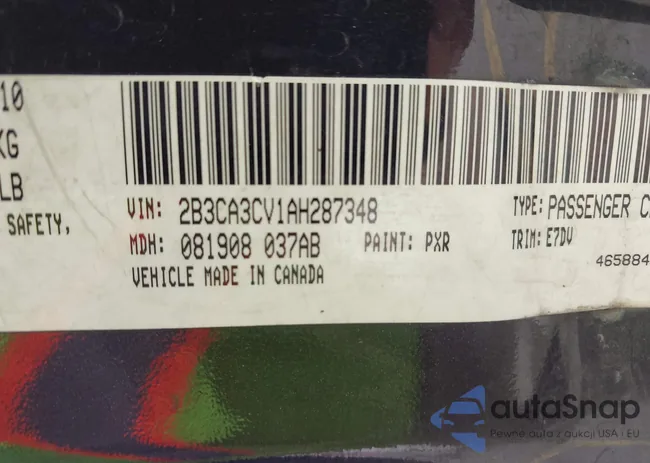 10
KG
LB
SAFETY,
VIN: 2B3CA3CV1AH287348
TYPE: PASSENGER C
MDH: 081908 037AB
PAINT: PXR
TRIM: E7DV
VEHICLE MADE IN CANADA
465884
autoSnap
Pewne auta z aukcji USA i EU